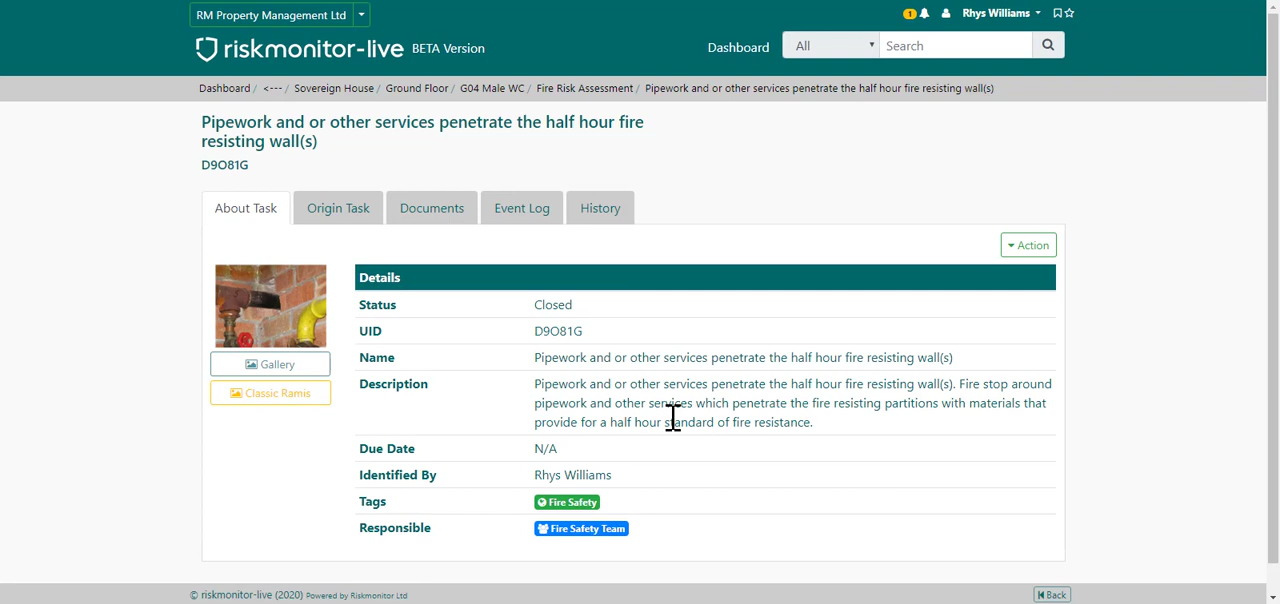 RM Property Management Ltd
1
Rhys Williams
riskmonitor-live BETA Version
Dashboard
All
Search
Dashboard / <--- / Sovereign House / Ground Floor / G04 Male WC / Fire Risk Assessment / Pipework and or other services penetrate the half hour fire resisting wall(s)
Pipework and or other services penetrate the half hour fire
resisting wall(s)
D9O81G
About Task
Origin Task
Documents
Event Log
History
Action
Details
Status Closed
UID D9O81G
Name Pipework and or other services penetrate the half hour fire resisting wall(s)
Description Pipework and or other services penetrate the half hour fire resisting wall(s). Fire stop around
pipework and other services which penetrate the fire resisting partitions with materials that
provide for a half hour standard of fire resistance.
Gallery
Classic Ramis
Due Date N/A
Identified By Rhys Williams
Tags Fire Safety
Responsible Fire Safety Team
© riskmonitor-live (2020) Powered by Riskmonitor Ltd
Back